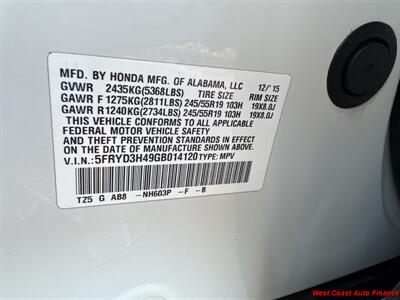 MFD. BY HONDA MFG. OF ALABAMA, LLC 12/'15
GVWR 2435KG(5368LBS) TIRE SIZE RIM SIZE
GAWR F 1275KG(2811LBS) 245/55R19 103H 19X8.0J
GAWR R 1240KG(2734LBS) 245/55R19 103H 19X8.0J
THIS VEHICLE CONFORMS TO ALL APPLICABLE
FEDERAL MOTOR VEHICLE SAFETY
AND THEFT PREVENTION STANDARDS IN EFFECT
ON THE DATE OF MANUFACTURE SHOWN ABOVE.
V.I.N.: 5FRYD3H49GB014120 TYPE: MPV
TZ5 G AB8 -NH603P -F -B
West Coast Auto Finance